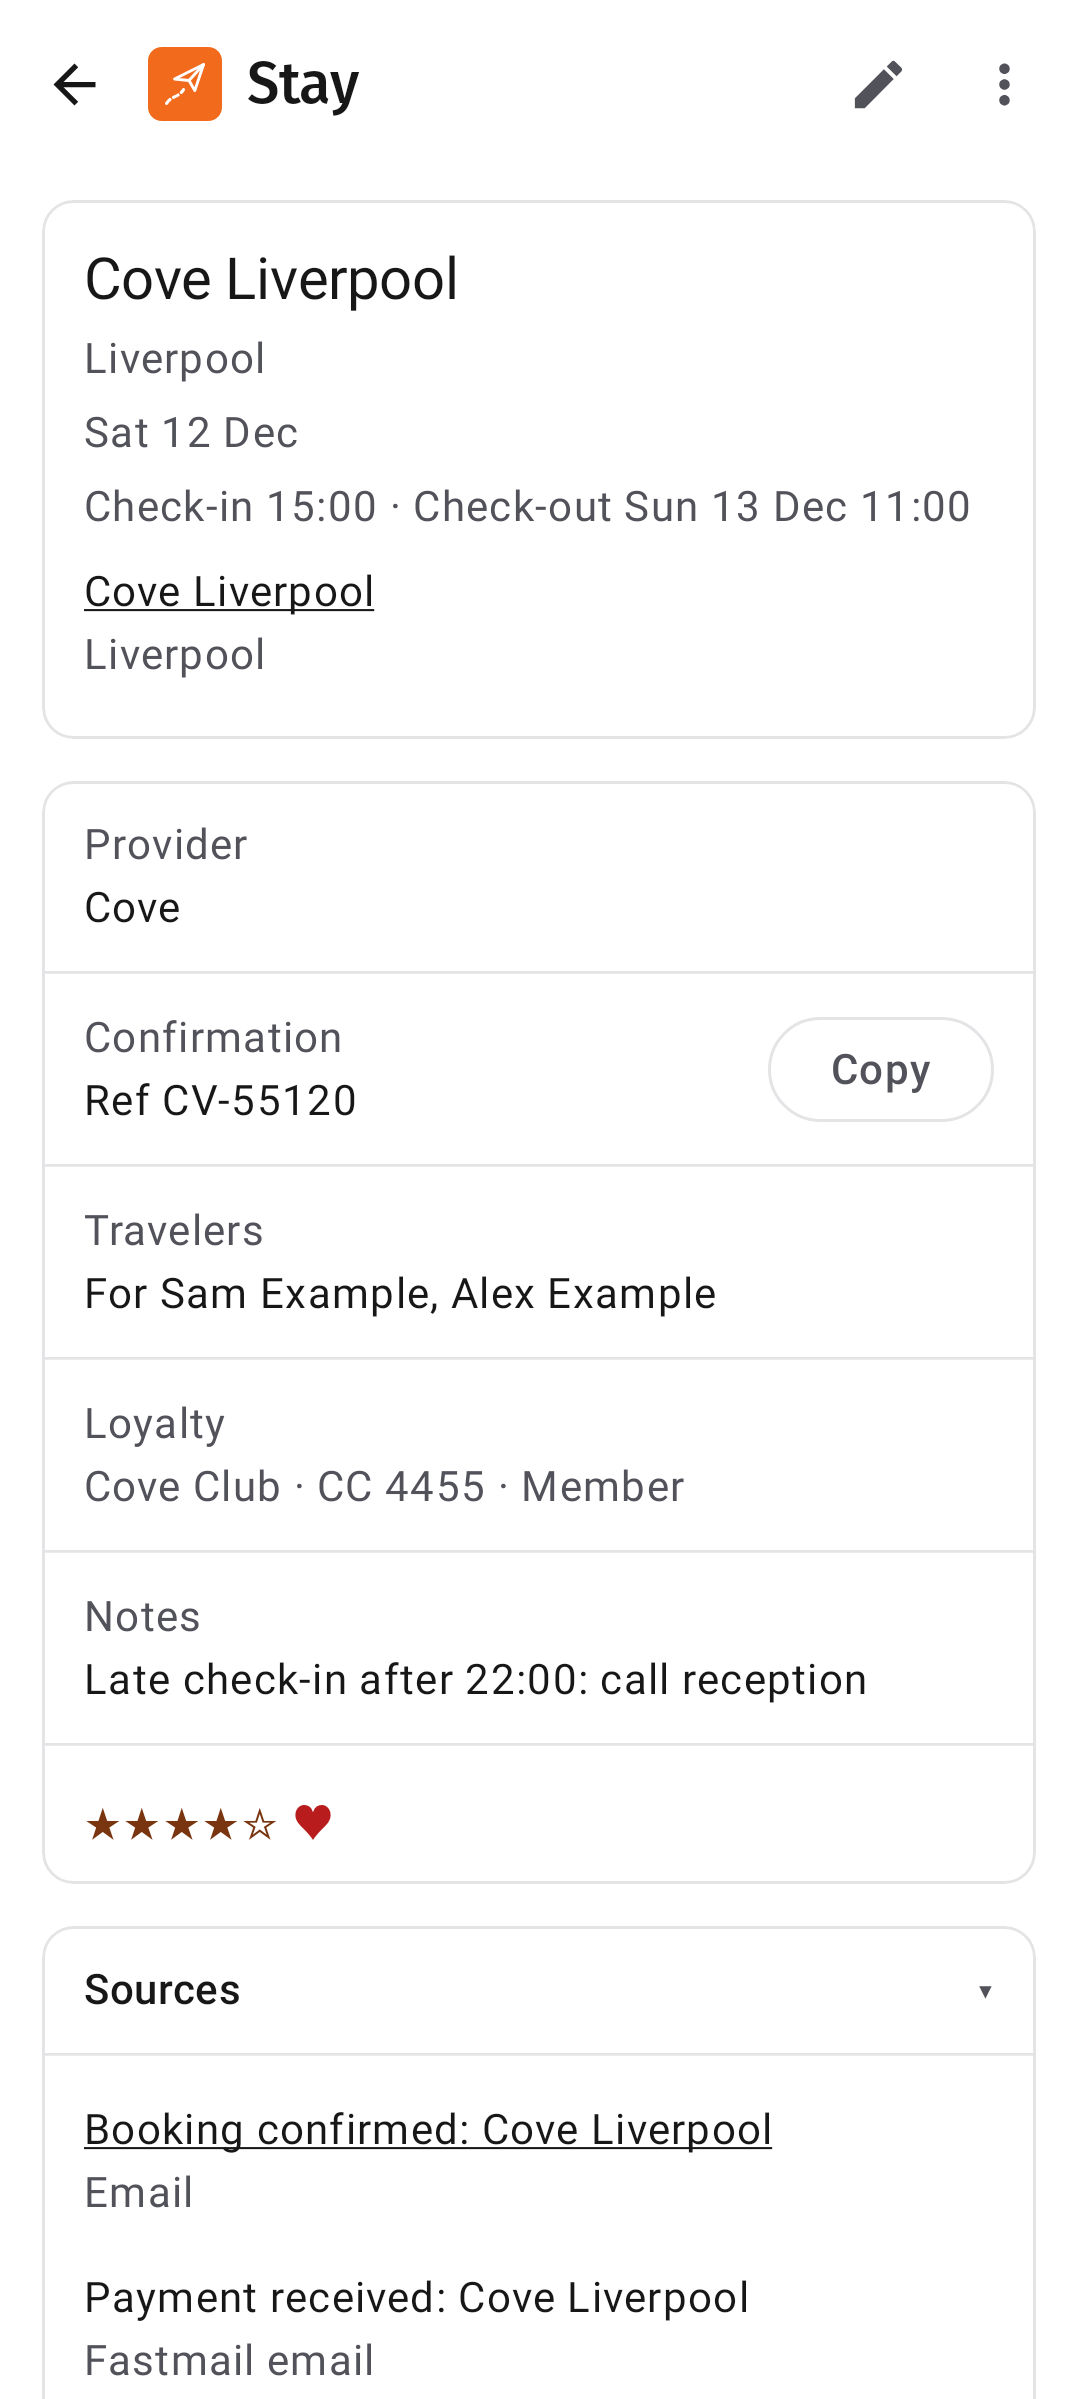 Stay
Cove Liverpool
Liverpool
Sat 12 Dec
Check-in 15:00 · Check-out Sun 13 Dec 11:00
Cove Liverpool
Liverpool
Provider
Cove
Confirmation
Ref CV-55120
Copy
Travelers
For Sam Example, Alex Example
Loyalty
Cove Club · CC 4455 · Member
Notes
Late check-in after 22:00: call reception
★★★★☆ ♥
Sources ▾
Booking confirmed: Cove Liverpool
Email
Payment received: Cove Liverpool
Fastmail email